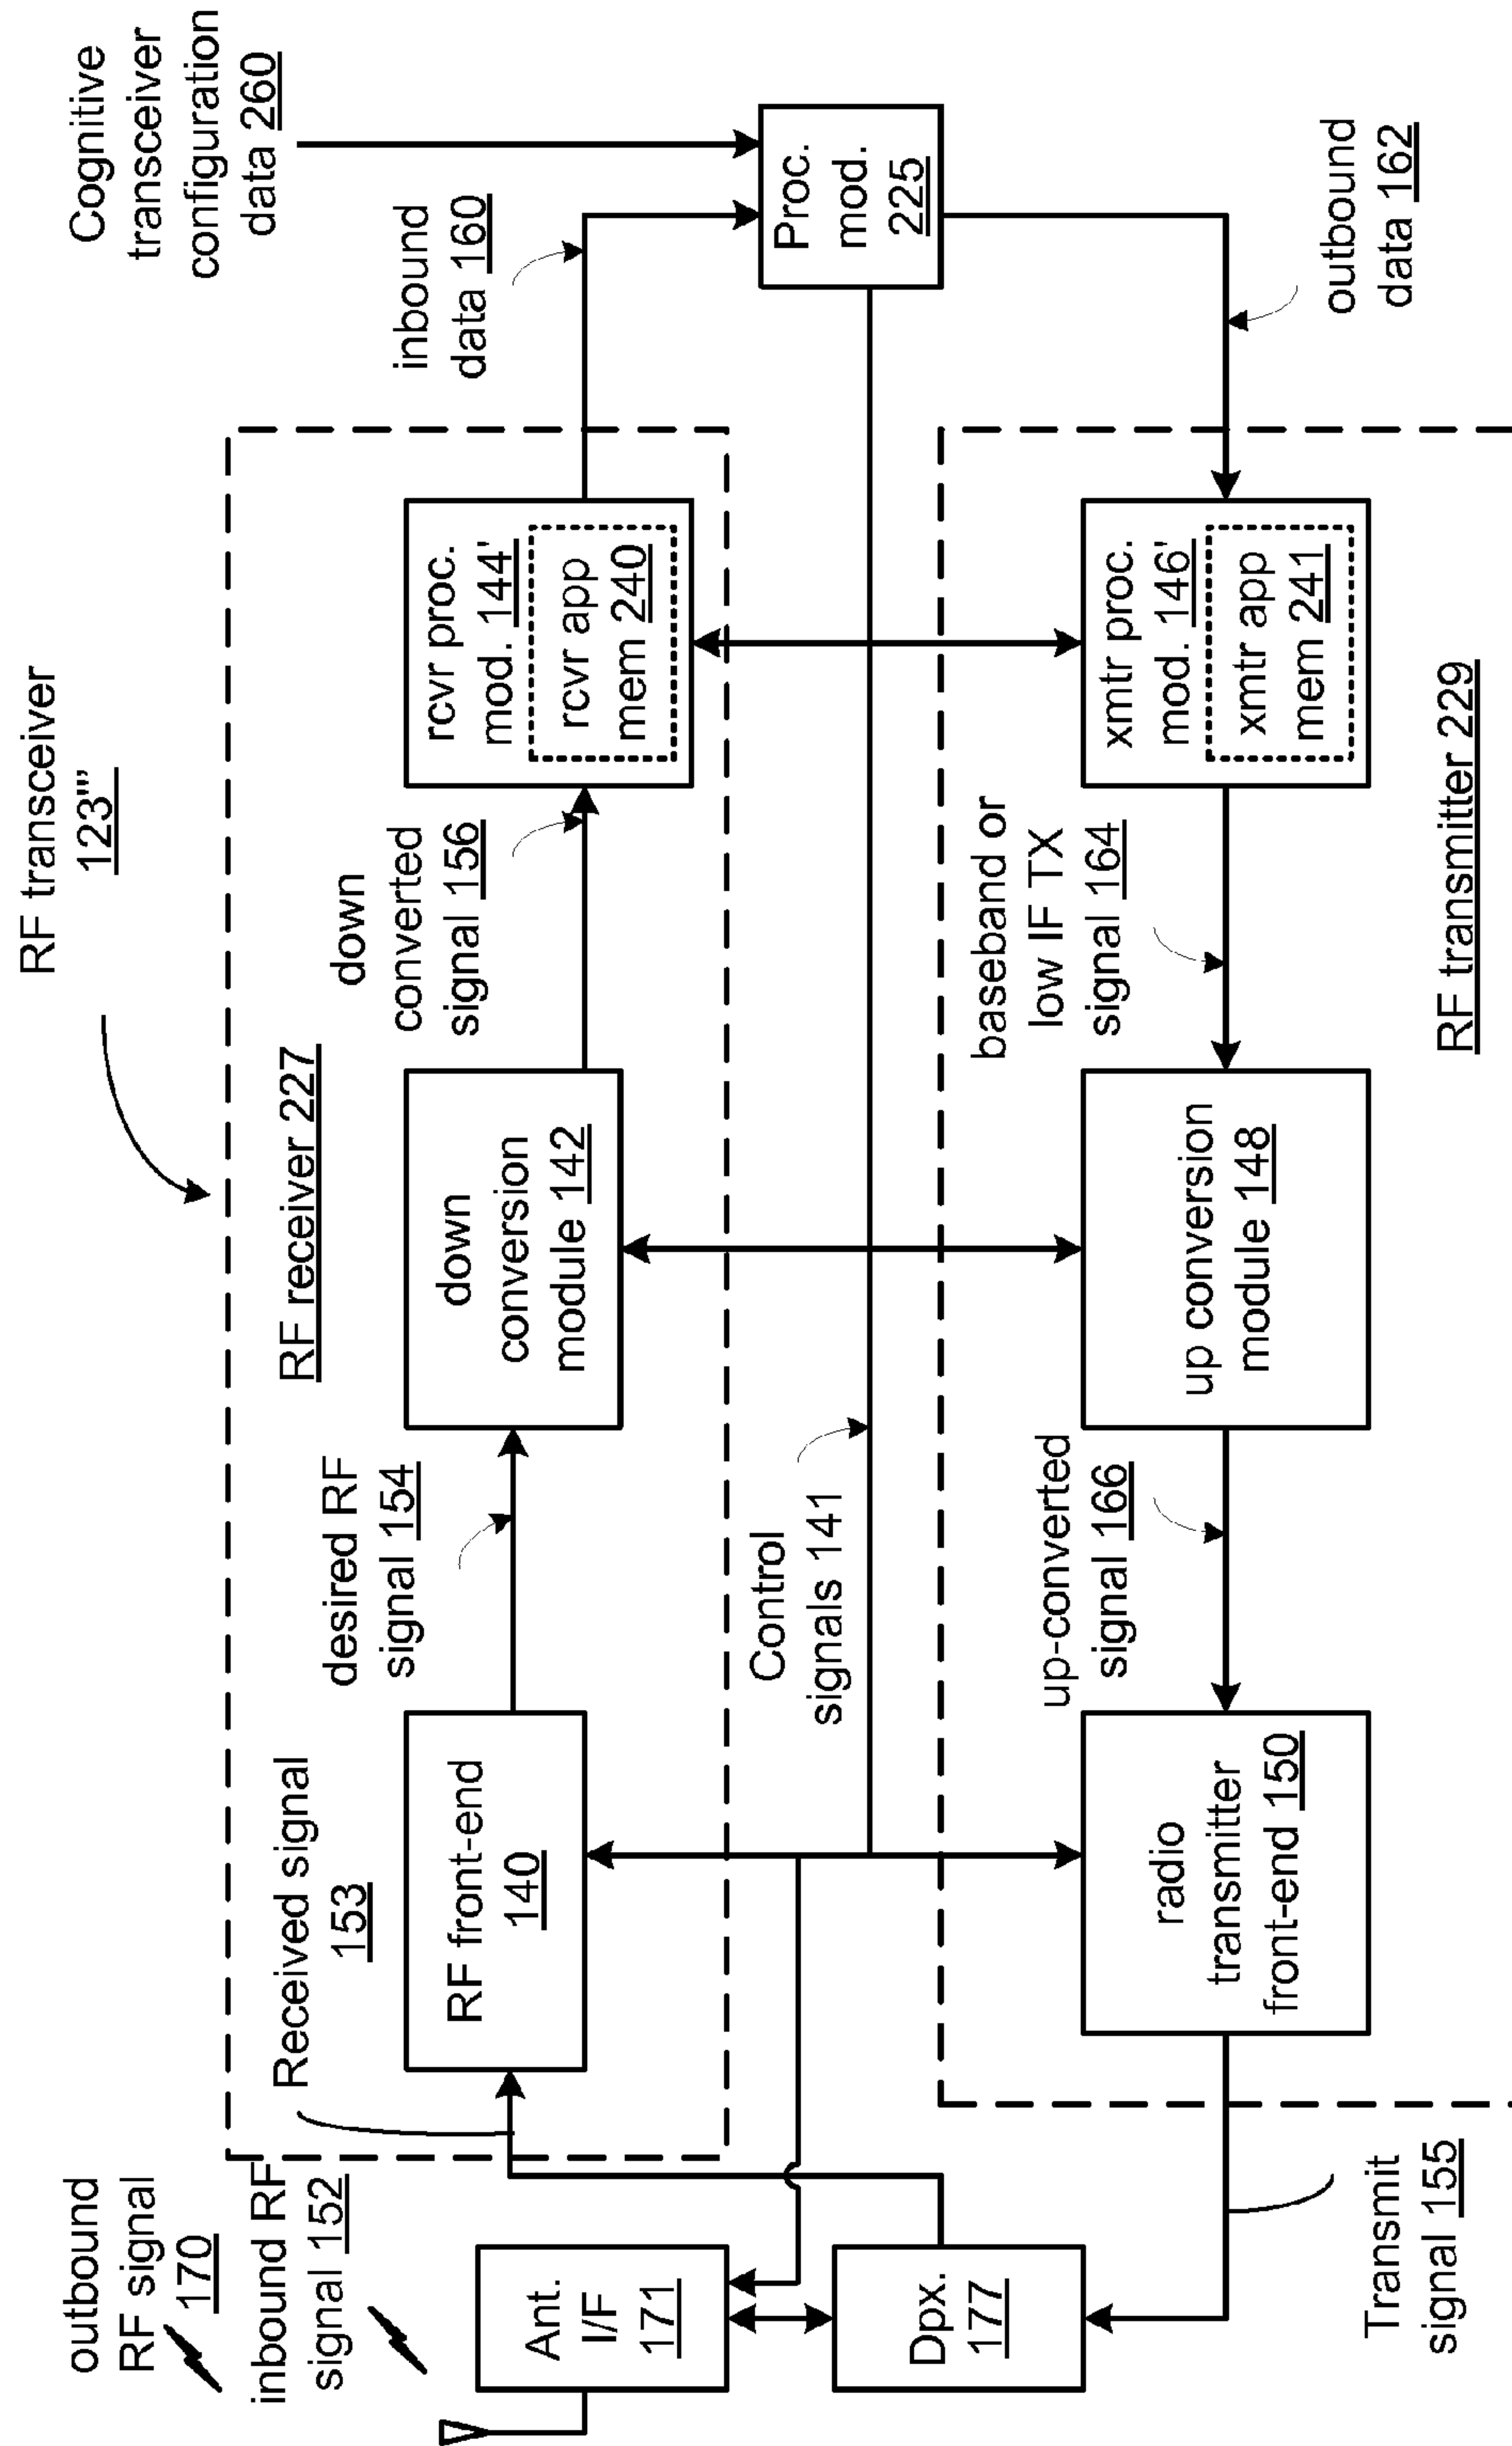 RF transceiver
123'''
Cognitive
transceiver
configuration
data 260
outbound
RF signal
170
inbound RF
signal 152
Received signal
153
desired RF
signal 154
RF receiver 227
down
converted
signal 156
inbound
data 160
Ant.
I/F
171
RF front-end
140
down
conversion
module 142
rcvr proc.
mod. 144'
rcvr app
mem 240
Proc.
mod.
225
Control
signals 141
Dpx.
177
up-converted
signal 166
baseband or
low IF TX
signal 164
radio
transmitter
front-end 150
up conversion
module 148
xmtr proc.
mod. 146'
xmtr app
mem 241
outbound
data 162
Transmit
signal 155
RF transmitter 229